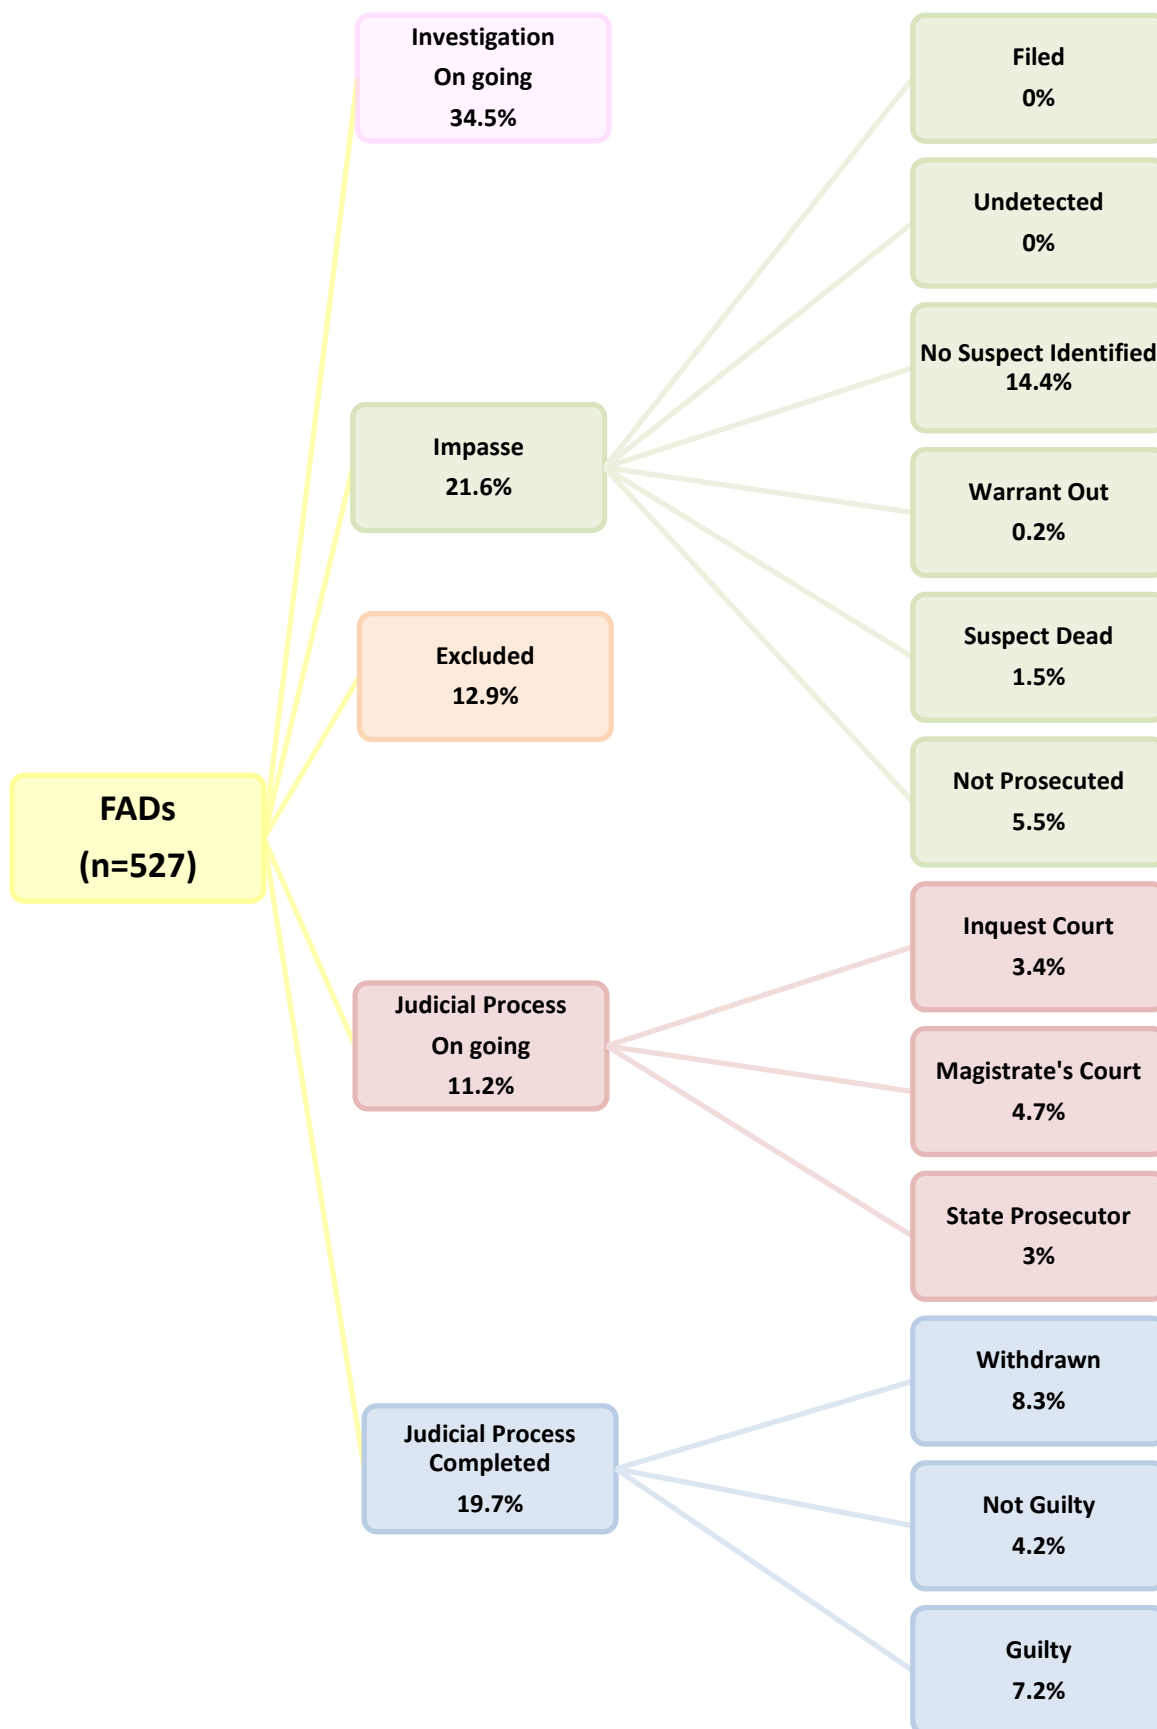 FADs
(n=527)
Investigation
On going
34.5%
Impasse
21.6%
Excluded
12.9%
Judicial Process
On going
11.2%
Judicial Process
Completed
19.7%
Filed
0%
Undetected
0%
No Suspect Identified
14.4%
Warrant Out
0.2%
Suspect Dead
1.5%
Not Prosecuted
5.5%
Inquest Court
3.4%
Magistrate's Court
4.7%
State Prosecutor
3%
Withdrawn
8.3%
Not Guilty
4.2%
Guilty
7.2%